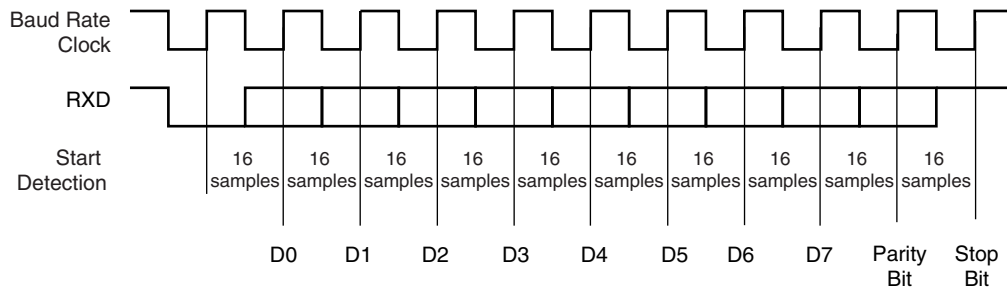 Baud Rate
Clock
RXD
Start
Detection
16
samples
16
samples
16
samples
16
samples
16
samples
16
samples
16
samples
16
samples
16
samples
16
samples
D0
D1
D2
D3
D4
D5
D6
D7
Parity
Bit
Stop
Bit